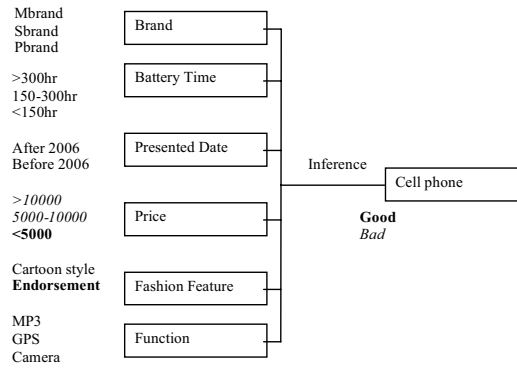 Mbrand
Sbrand
Pbrand
Brand
>300hr
150-300hr
<150hr
Battery Time
After 2006
Before 2006
Presented Date
Inference
Cell phone
>10000
5000-10000
<5000
Price
Good
Bad
Cartoon style
Endorsement
Fashion Feature
MP3
GPS
Camera
Function